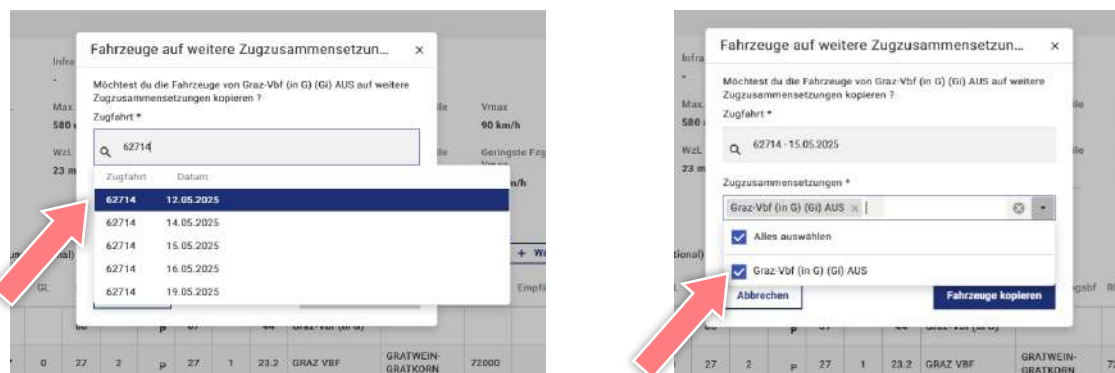 Fahrzeuge auf weitere Zugzusammensetzun... ×
Möchtest du die Fahrzeuge von Graz-Vbf (in G) (Gi) AUS auf weitere
Zugzusammensetzungen kopieren ?
Zugfahrt *
62714
Zugfahrt Datum
62714 12.05.2025
62714 14.05.2025
62714 15.05.2025
62714 16.05.2025
62714 19.05.2025
Infra
-
Max.
580
WzL
23 m
Vmax
90 km/h
Geringste Fzg
GL
0 27 2 P 27 1 23.2 GRAZ VBF GRATWEIN-
GRATKORN 72000
Fahrzeuge auf weitere Zugzusammensetzun... ×
Möchtest du die Fahrzeuge von Graz-Vbf (in G) (Gi) AUS auf weitere
Zugzusammensetzungen kopieren ?
Zugfahrt *
62714 - 15.05.2025
Zugzusammensetzungen *
Graz-Vbf (in G) (Gi) AUS ×
Alles auswählen
Graz-Vbf (in G) (Gi) AUS
Abbrechen Fahrzeuge kopieren
Infra
-
Max.
580
WzL
23 m
27 2 P 27 1 23.2 GRAZ VBF GRATWEIN-
GRATKORN